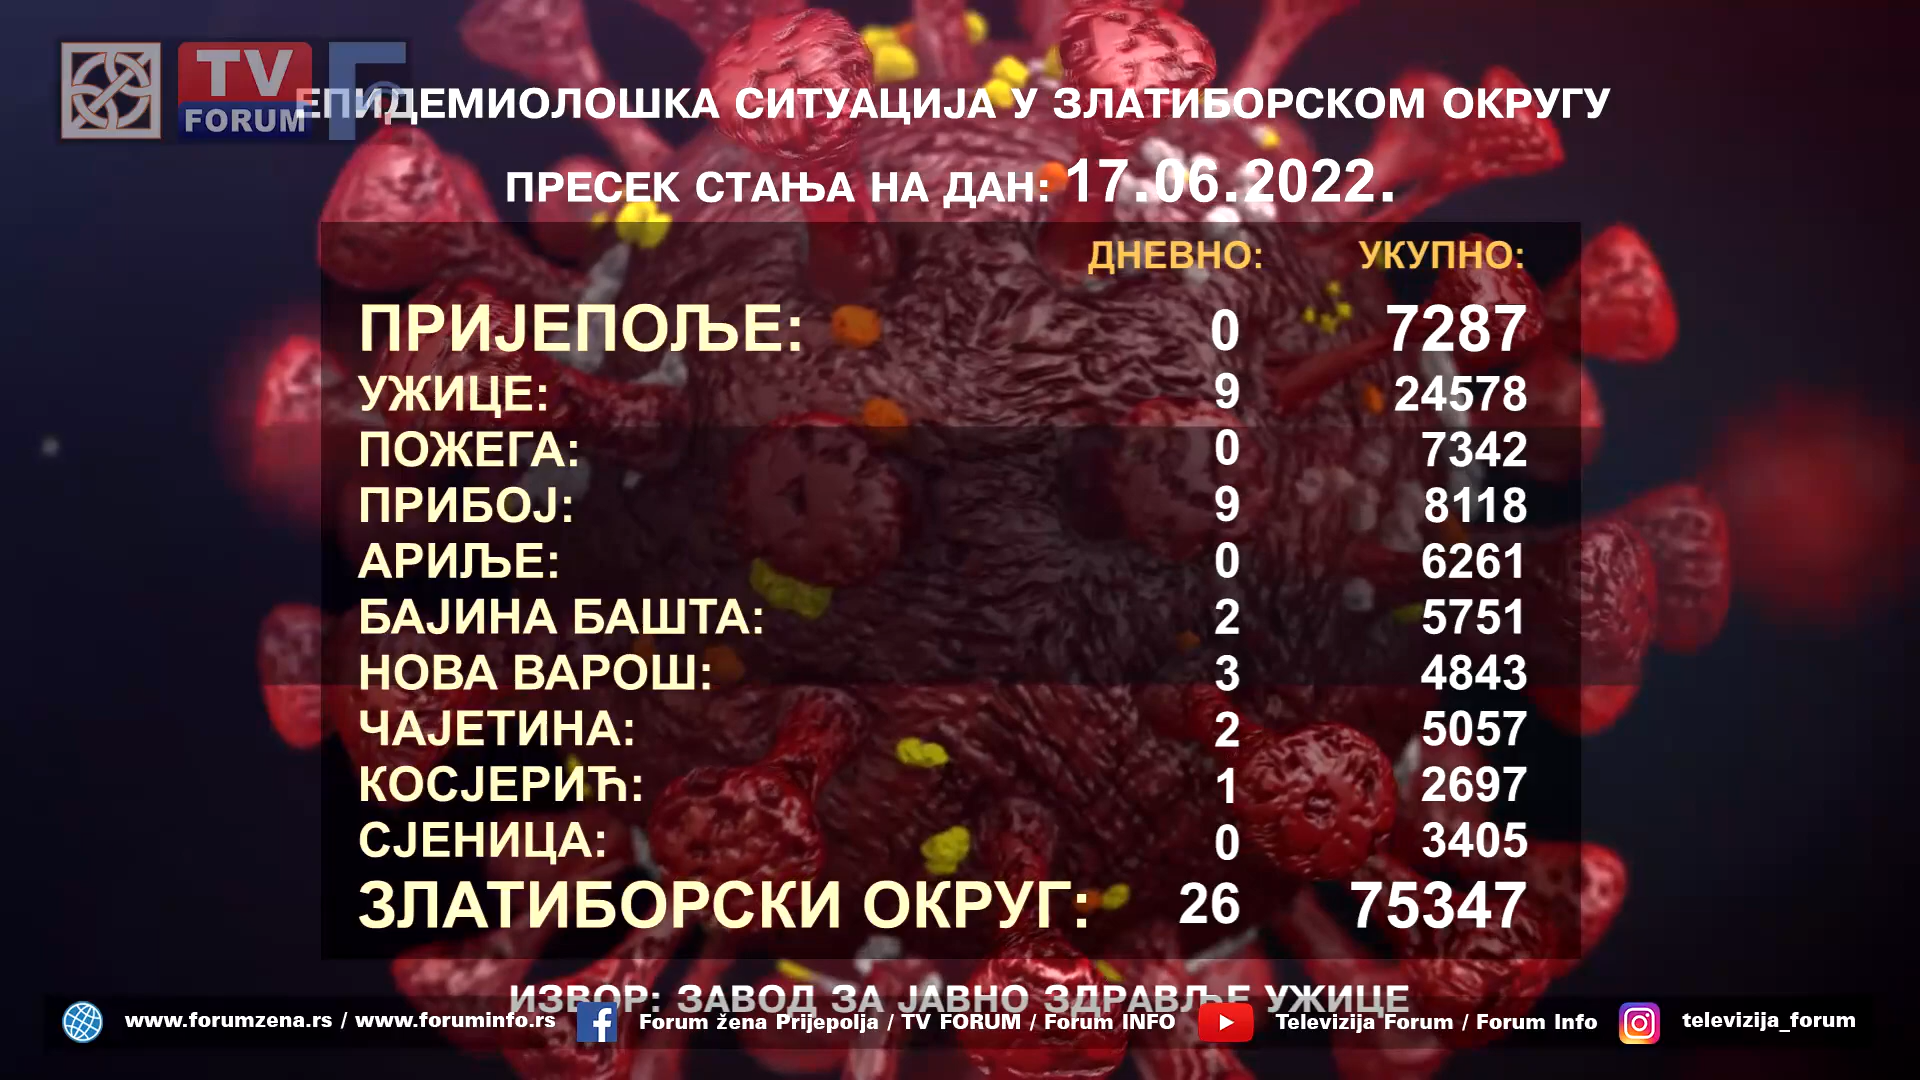 TV
FORUM
ЕПИДЕМИОЛОШКА СИТУАЦИЈА У ЗЛАТИБОРСКОМ ОКРУГУ
ПРЕСЕК СТАЊА НА ДАН: 17.06.2022.
ДНЕВНО: УКУПНО:
ПРИЈЕПОЉЕ: 0 7287
УЖИЦЕ: 9 24578
ПОЖЕГА: 0 7342
ПРИБОЈ: 9 8118
АРИЉЕ: 0 6261
БАЈИНА БАШТА: 2 5751
НОВА ВАРОШ: 3 4843
ЧАЈЕТИНА: 2 5057
КОСЈЕРИЋ: 1 2697
СЈЕНИЦА: 0 3405
ЗЛАТИБОРСКИ ОКРУГ: 26 75347
ИЗВОР: ЗАВОД ЗА ЈАВНО ЗДРАВЉЕ УЖИЦЕ
www.forumzena.rs / www.foruminfo.rs Forum žena Prijepolja / TV FORUM / Forum INFO Televizija Forum / Forum Info televizija_forum